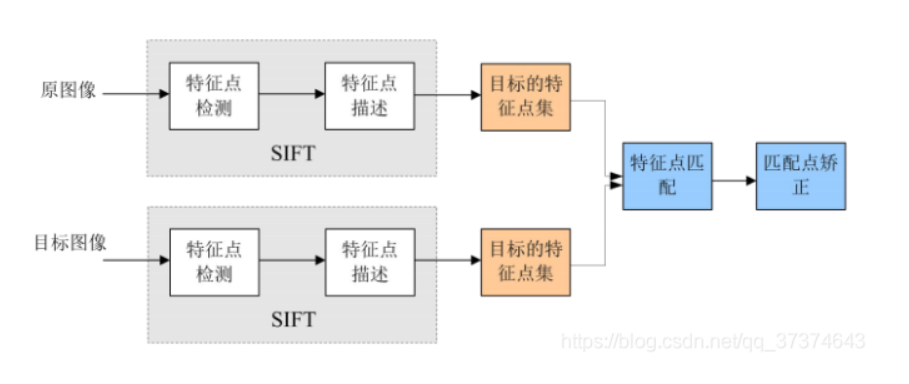 原图像
特征点
检测
特征点
描述
SIFT
目标的特
征点集
目标图像
特征点
检测
特征点
描述
SIFT
目标的特
征点集
特征点匹
配
匹配点矫
正
https://blog.csdn.net/qq_37374643